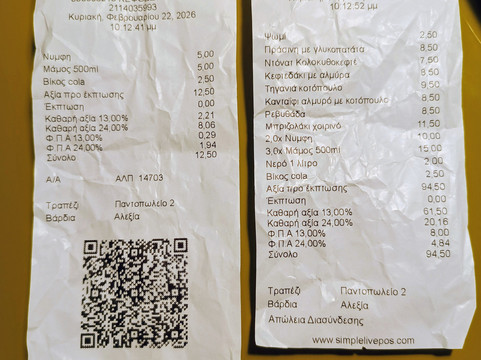 2114035993
Κυριακή, Φεβρουαρίου 22, 2026
10:12:41 μμ
Νυμφη 5,00
Μάμος 500ml 5,00
Βίκος cola 2,50
Αξία προ έκπτωσης 12,50
Έκπτωση 0,00
Καθαρή αξία 13,00% 2,21
Καθαρή αξία 24,00% 8,06
Φ Π Α 13,00% 0,29
Φ Π Α 24,00% 1,94
Σύνολο 12,50
Α/Α ΑΛΠ 14703
Τραπέζι Παντοπωλείο 2
Βάρδια Αλεξία
10:12:52 μμ
Ψωμί 2,50
Πράσινη με γλυκοπατάτα 8,50
Ντόνατ Κολοκυθοκεφτέ 7,50
Κεφτεδάκι με αλμύρα 8,50
Τηγανιά κοτόπουλο 9,50
Κανταΐφι αλμυρό με κοτόπουλο 8,50
Ρεβυθάδα 8,50
Μπριζολάκι χοιρινό 11,50
2,0x Νυμφη 10,00
3,0x Μάμος 500ml 15,00
Νερό 1 λίτρο 2,00
Βίκος cola 2,50
Αξία προ έκπτωσης 94,50
Έκπτωση 0,00
Καθαρή αξία 13,00% 61,50
Καθαρή αξία 24,00% 20,16
Φ Π Α 13,00% 8,00
Φ Π Α 24,00% 4,84
Σύνολο 94,50
Τραπέζι Παντοπωλείο 2
Βάρδια Αλεξία
Απώλεια Διασύνδεσης
www.simplelivepos.com